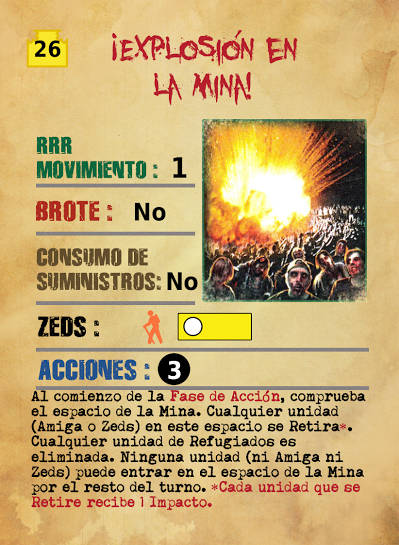 26
¡EXPLOSIÓN EN
LA MINA!
RRR
MOVIMIENTO : 1
BROTE : No
CONSUMO DE
SUMINISTROS: No
ZEDS :
ACCIONES : 3
Al comienzo de la Fase de Acción, comprueba
el espacio de la Mina. Cualquier unidad
(Amiga o Zeds) en este espacio se Retira*.
Cualquier unidad de Refugiados es
eliminada. Ninguna unidad (ni Amiga ni
Zeds) puede entrar en el espacio de la Mina
por el resto del turno. *Cada unidad que se
Retire recibe 1 Impacto.